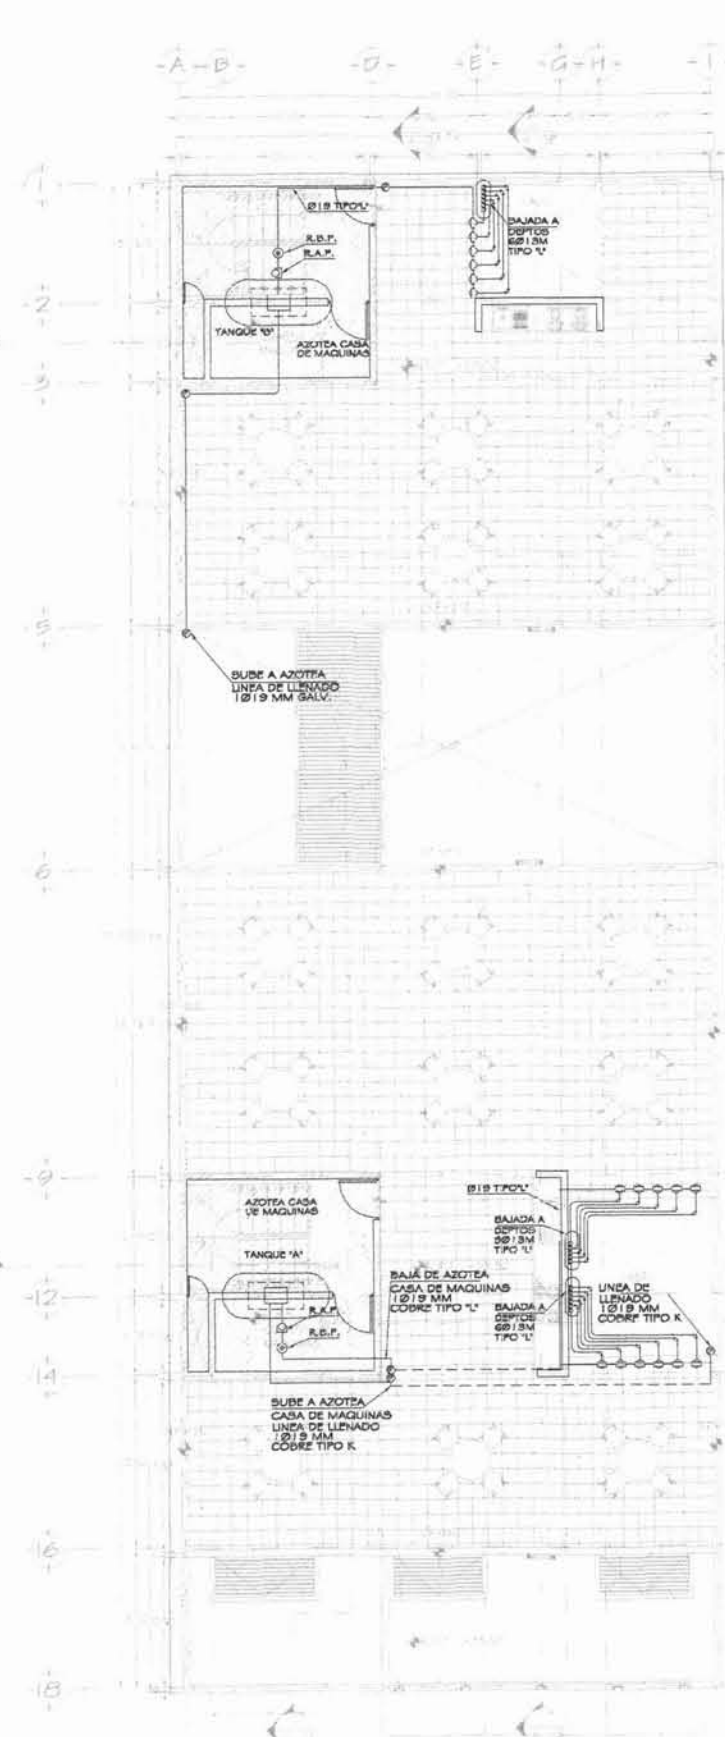 -A-
-B-
-D-
-E-
-G-
-H-
-I-
-1-
Ø19 TIPO"L"
R.B.P.
R.A.P.
BAJADA A
DEPTOS
6Ø13M
TIPO "L"
-2-
TANQUE "B"
AZOTEA CASA
DE MAQUINAS
-3-
-5-
SUBE A AZOTEA
LINEA DE LLENADO
1Ø19 MM GALV.
-6-
-9-
AZOTEA CASA
DE MAQUINAS
Ø19 TIPO"L"
BAJADA A
DEPTOS
5Ø13M
TIPO "L"
TANQUE "A"
-12-
BAJA DE AZOTEA
CASA DE MAQUINAS
1Ø19 MM
COBRE TIPO "L"
BAJADA A
DEPTOS
6Ø13M
TIPO "L"
LINEA DE
LLENADO
1Ø19 MM
COBRE TIPO K
R.A.P.
R.B.P.
-14-
SUBE A AZOTEA
CASA DE MAQUINAS
LINEA DE LLENADO
1Ø19 MM
COBRE TIPO K
-16-
-18-